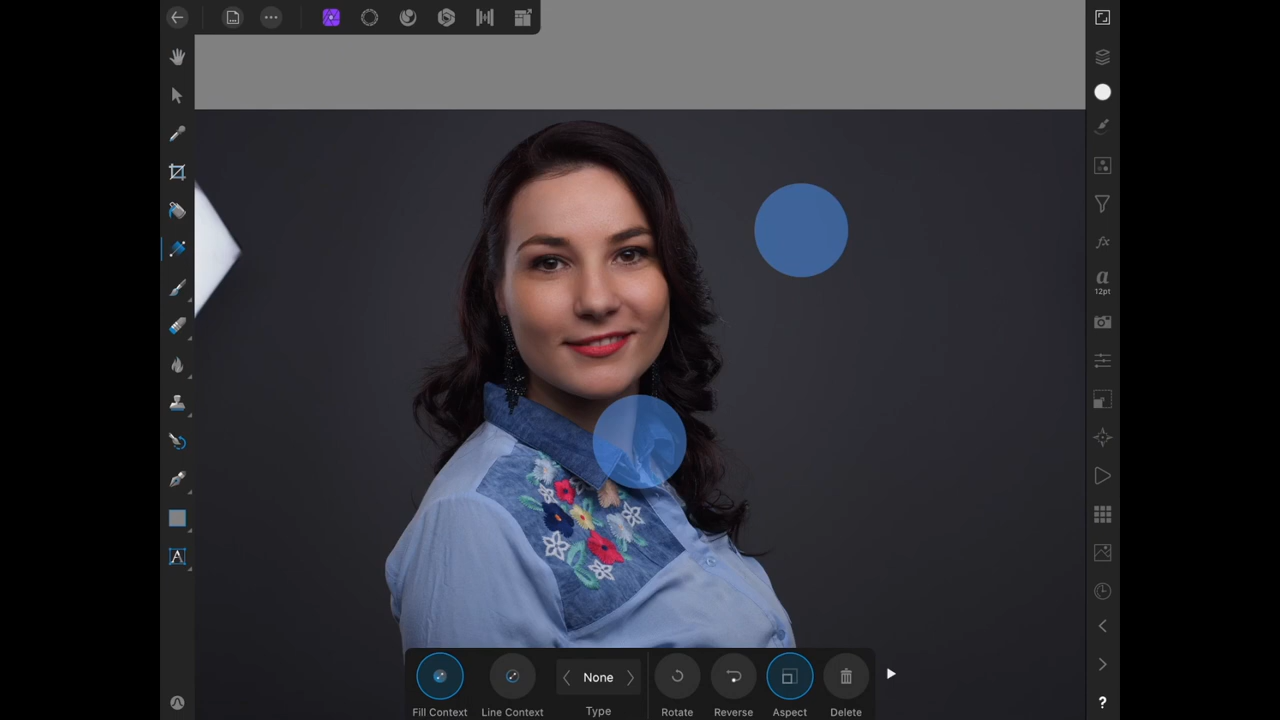 a
12pt
A
None
Fill Context Line Context Type Rotate Reverse Aspect Delete
?